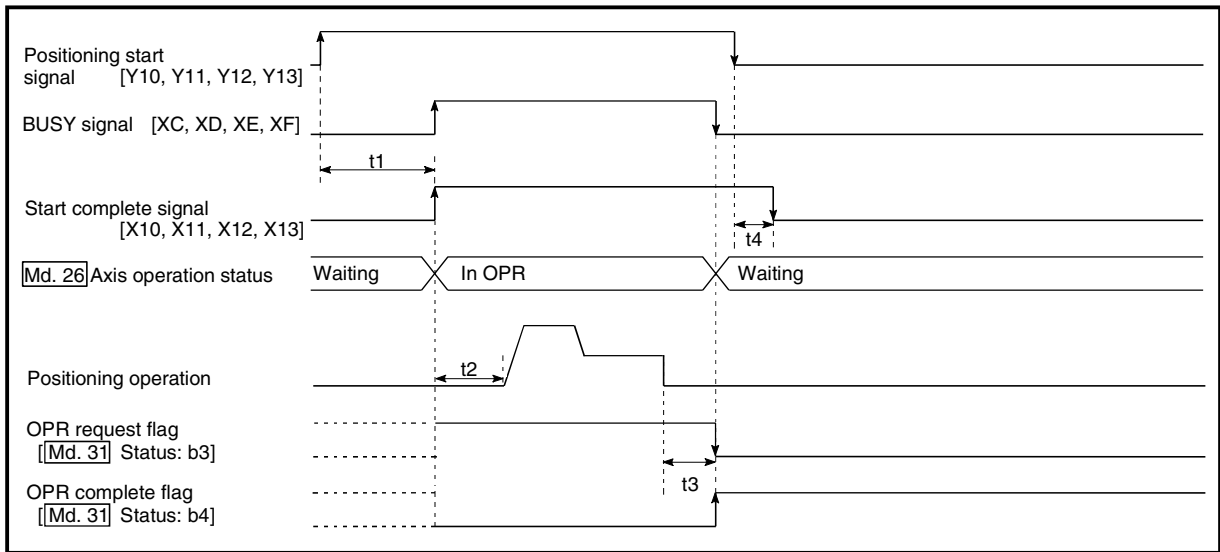 Positioning start
signal [Y10, Y11, Y12, Y13]
BUSY signal [XC, XD, XE, XF]
t1
Start complete signal
[X10, X11, X12, X13]
t4
Md. 26 Axis operation status Waiting In OPR Waiting
t2
Positioning operation
OPR request flag
[Md. 31 Status: b3]
t3
OPR complete flag
[Md. 31 Status: b4]